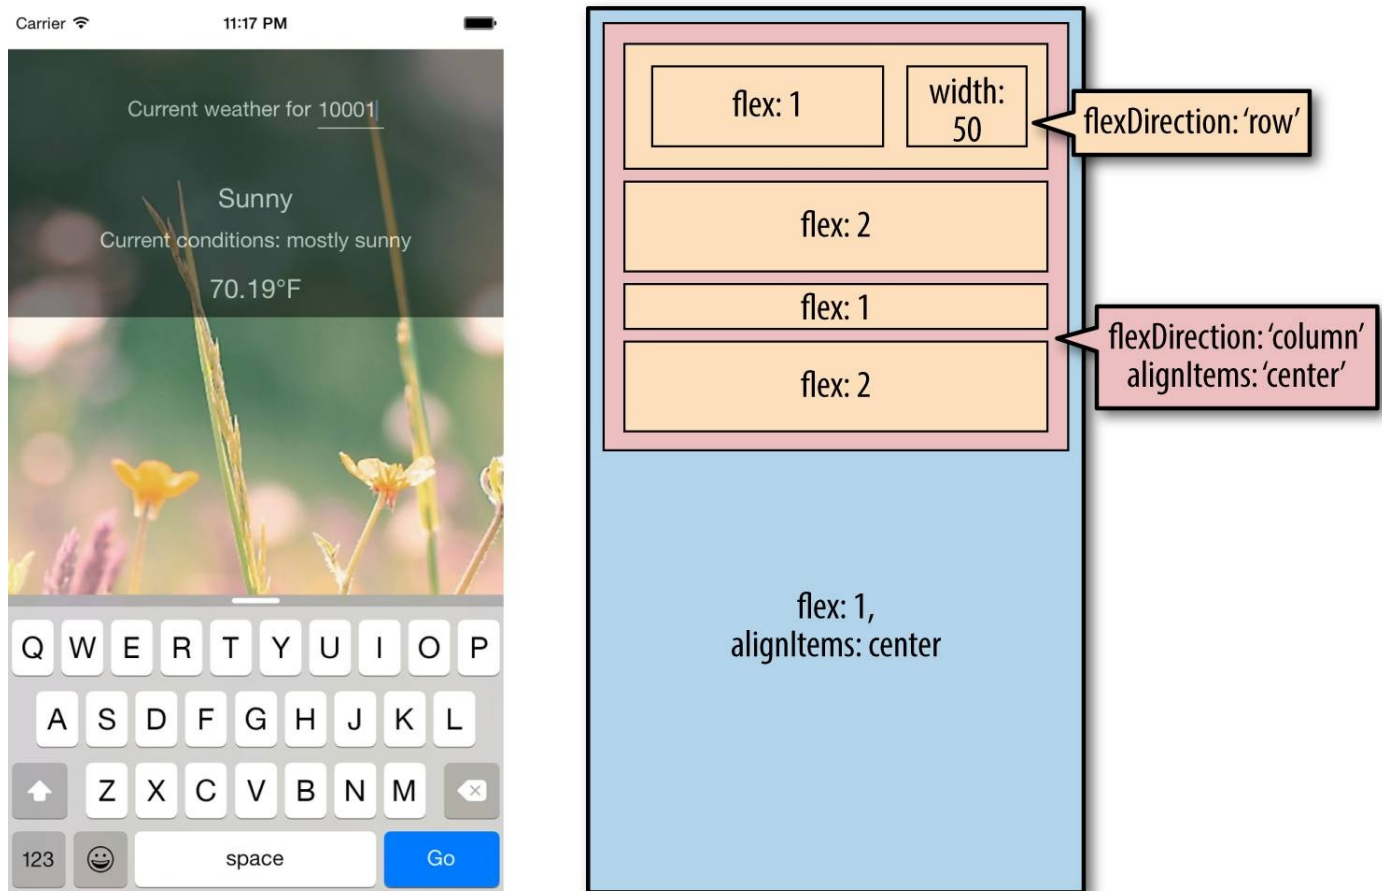 Carrier 11:17 PM
Current weather for 10001
Sunny
Current conditions: mostly sunny
70.19°F
Q W E R T Y U I O P
A S D F G H J K L
Z X C V B N M
123 space Go
flex: 1
width:
50
flexDirection: ‘row’
flex: 2
flex: 1
flexDirection: ‘column’
alignItems: ‘center’
flex: 2
flex: 1,
alignItems: center